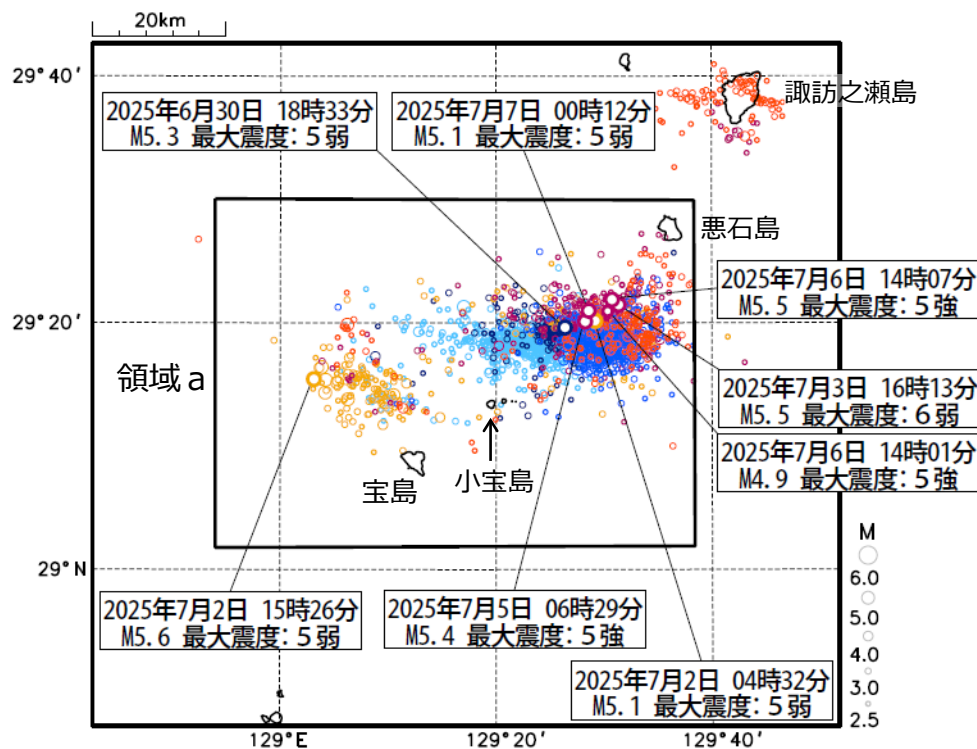 20km
29°40′
諏訪之瀬島
2025年6月30日 18時33分
M5.3 最大震度：5弱
2025年7月7日 00時12分
M5.1 最大震度：5弱
悪石島
2025年7月6日 14時07分
M5.5 最大震度：5強
29°20′
領域a
2025年7月3日 16時13分
M5.5 最大震度：6弱
2025年7月6日 14時01分
M4.9 最大震度：5強
宝島
小宝島
29°N
2025年7月2日 15時26分
M5.6 最大震度：5弱
2025年7月5日 06時29分
M5.4 最大震度：5強
2025年7月2日 04時32分
M5.1 最大震度：5弱
M
6.0
5.0
4.0
3.0
2.5
129°E
129°20′
129°40′